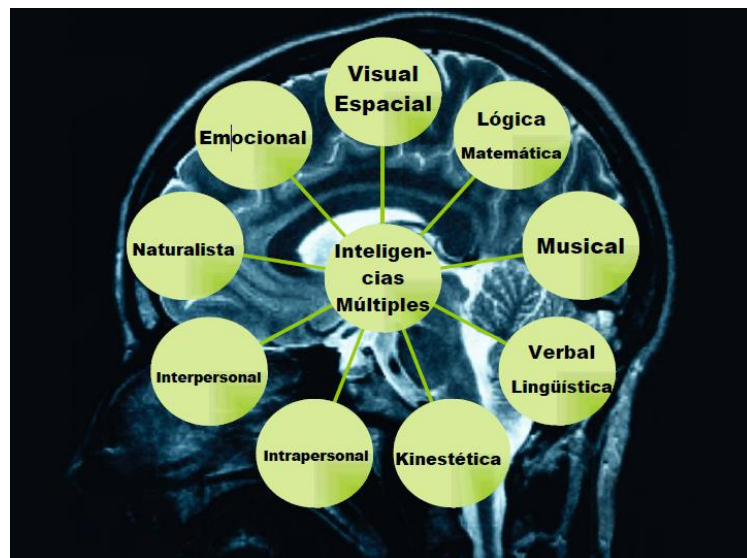 Visual
Espacial
Lógica
Matemática
Musical
Verbal
Lingüística
Kinestética
Intrapersonal
Interpersonal
Naturalista
Emocional
Inteligen-
cias
Múltiples